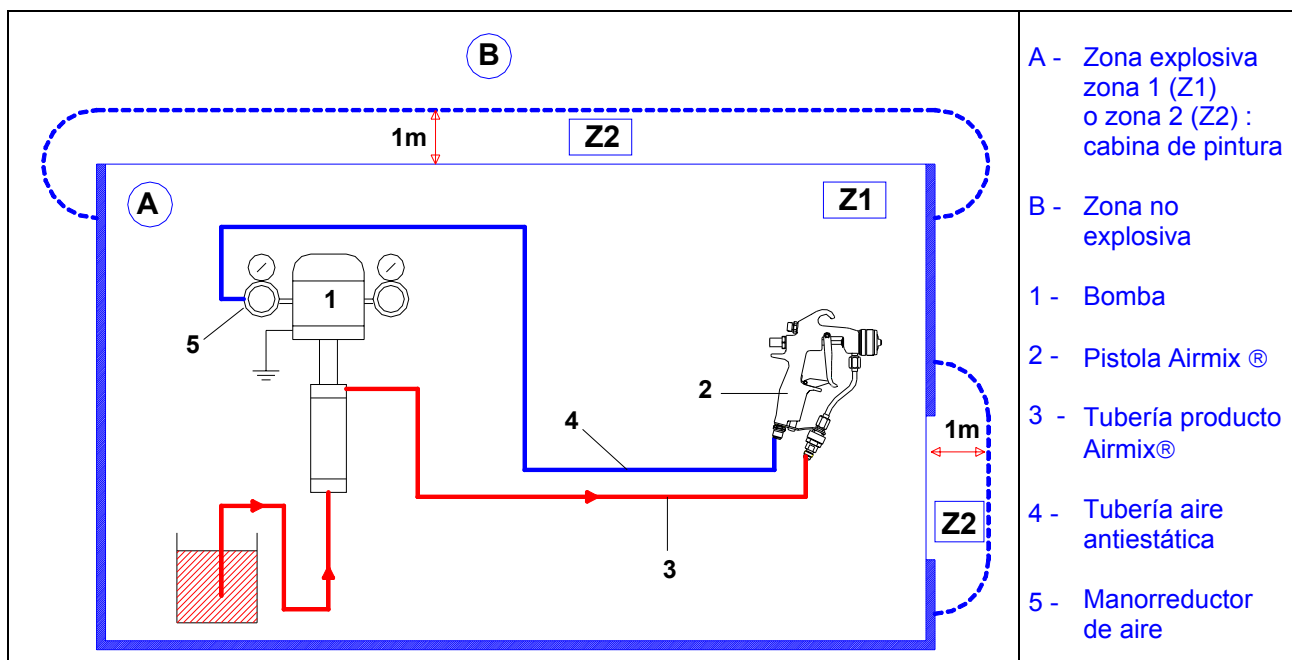 B
1m
Z2
A
Z1
1
5
2
4
1m
Z2
3
A - Zona explosiva
zona 1 (Z1)
o zona 2 (Z2) :
cabina de pintura
B - Zona no
explosiva
1 - Bomba
2 - Pistola Airmix ®
3 - Tubería producto
Airmix®
4 - Tubería aire
antiestática
5 - Manorreductor
de aire